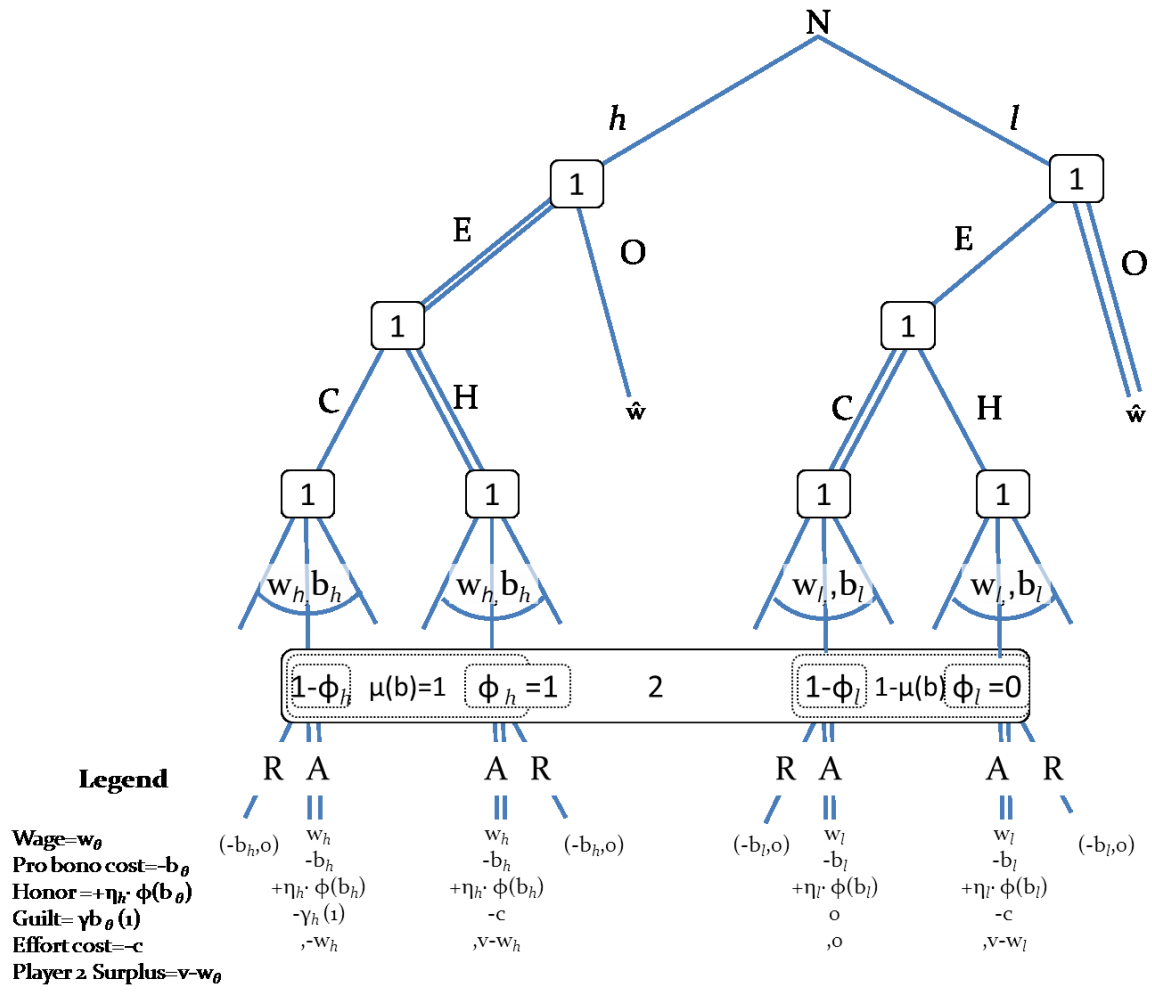 N
h l
1 1
E O E O
1 1
ŵ ŵ
C H C H
1 1 1 1
w_h,b_h w_h,b_h w_l,,b_l w_l,,b_l
1-ϕ_h μ(b)=1 ϕ_h =1 2 1-ϕ_l 1-μ(b) ϕ_l =0
R A A R R A A R
Legend
(-b_h,0) w_h w_h (-b_h,0) (-b_l,0) w_l w_l (-b_l,0)
Wage=w_θ
-b_h -b_h -b_l -b_l
Pro bono cost=-b_θ
+η_h· ϕ(b_h) +η_h· ϕ(b_h) +η_l· ϕ(b_l) +η_l· ϕ(b_l)
Honor =+η_h· ϕ(b_θ)
-γ_h (1) -c 0 -c
Guilt= γb_θ (1)
,-w_h ,v-w_h ,0 ,v-w_l
Effort cost=-c
Player 2 Surplus=v-w_θ